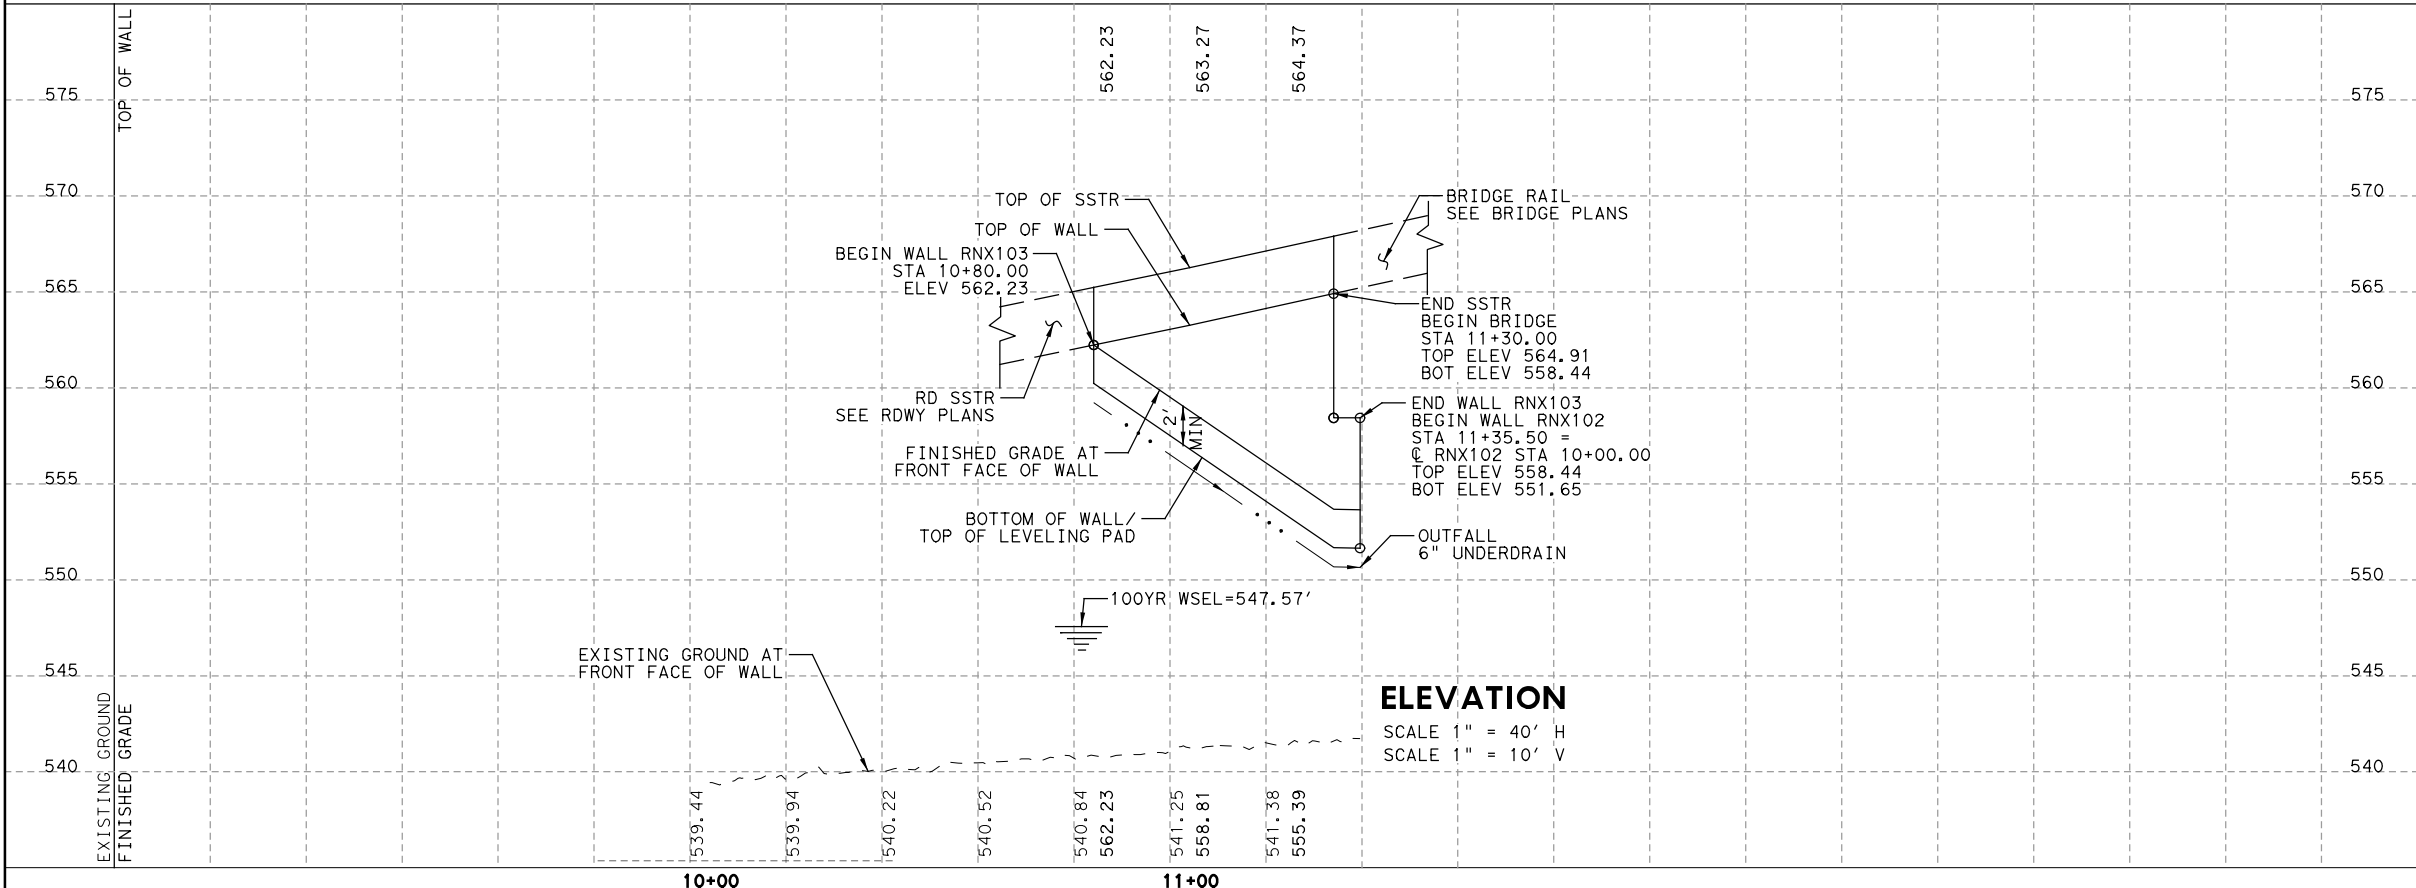 TOP OF WALL
562.23
563.27
564.37
575
575
570
570
565
565
560
560
555
555
550
550
545
545
540
540
TOP OF SSTR
TOP OF WALL
BEGIN WALL RNX103
STA 10+80.00
ELEV 562.23
BRIDGE RAIL
SEE BRIDGE PLANS
END SSTR
BEGIN BRIDGE
STA 11+30.00
TOP ELEV 564.91
BOT ELEV 558.44
RD SSTR
SEE RDWY PLANS
END WALL RNX103
BEGIN WALL RNX102
STA 11+35.50 =
℄ RNX102 STA 10+00.00
TOP ELEV 558.44
BOT ELEV 551.65
2'
MIN
FINISHED GRADE AT
FRONT FACE OF WALL
BOTTOM OF WALL/
TOP OF LEVELING PAD
OUTFALL
6" UNDERDRAIN
100YR WSEL=547.57'
EXISTING GROUND AT
FRONT FACE OF WALL
ELEVATION
SCALE 1" = 40' H
SCALE 1" = 10' V
EXISTING GROUND
FINISHED GRADE
539.44
539.94
540.22
540.52
540.84
562.23
541.25
558.81
541.38
555.39
10+00
11+00